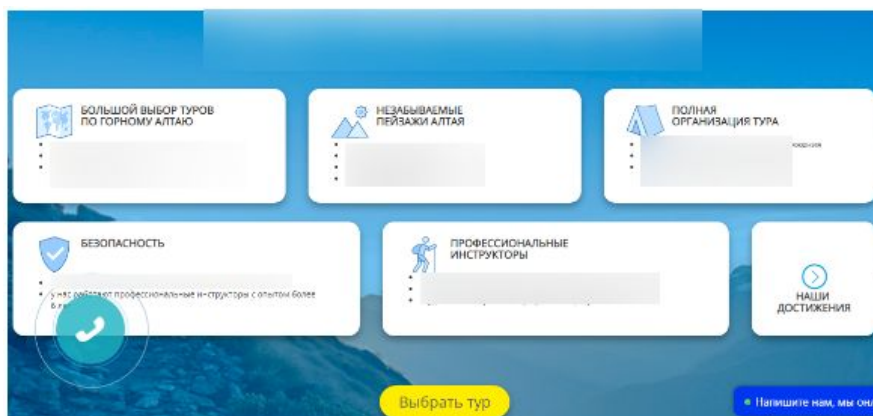 БОЛЬШОЙ ВЫБОР ТУРОВ
ПО ГОРНОМУ АЛТАЮ
НЕЗАБЫВАЕМЫЕ
ПЕЙЗАЖИ АЛТАЯ
ПОЛНАЯ
ОРГАНИЗАЦИЯ ТУРА
БЕЗОПАСНОСТЬ
у нас работают профессиональные инструкторы с опытом более
ПРОФЕССИОНАЛЬНЫЕ
ИНСТРУКТОРЫ
НАШИ
ДОСТИЖЕНИЯ
Выбрать тур
Напишите нам, мы онл